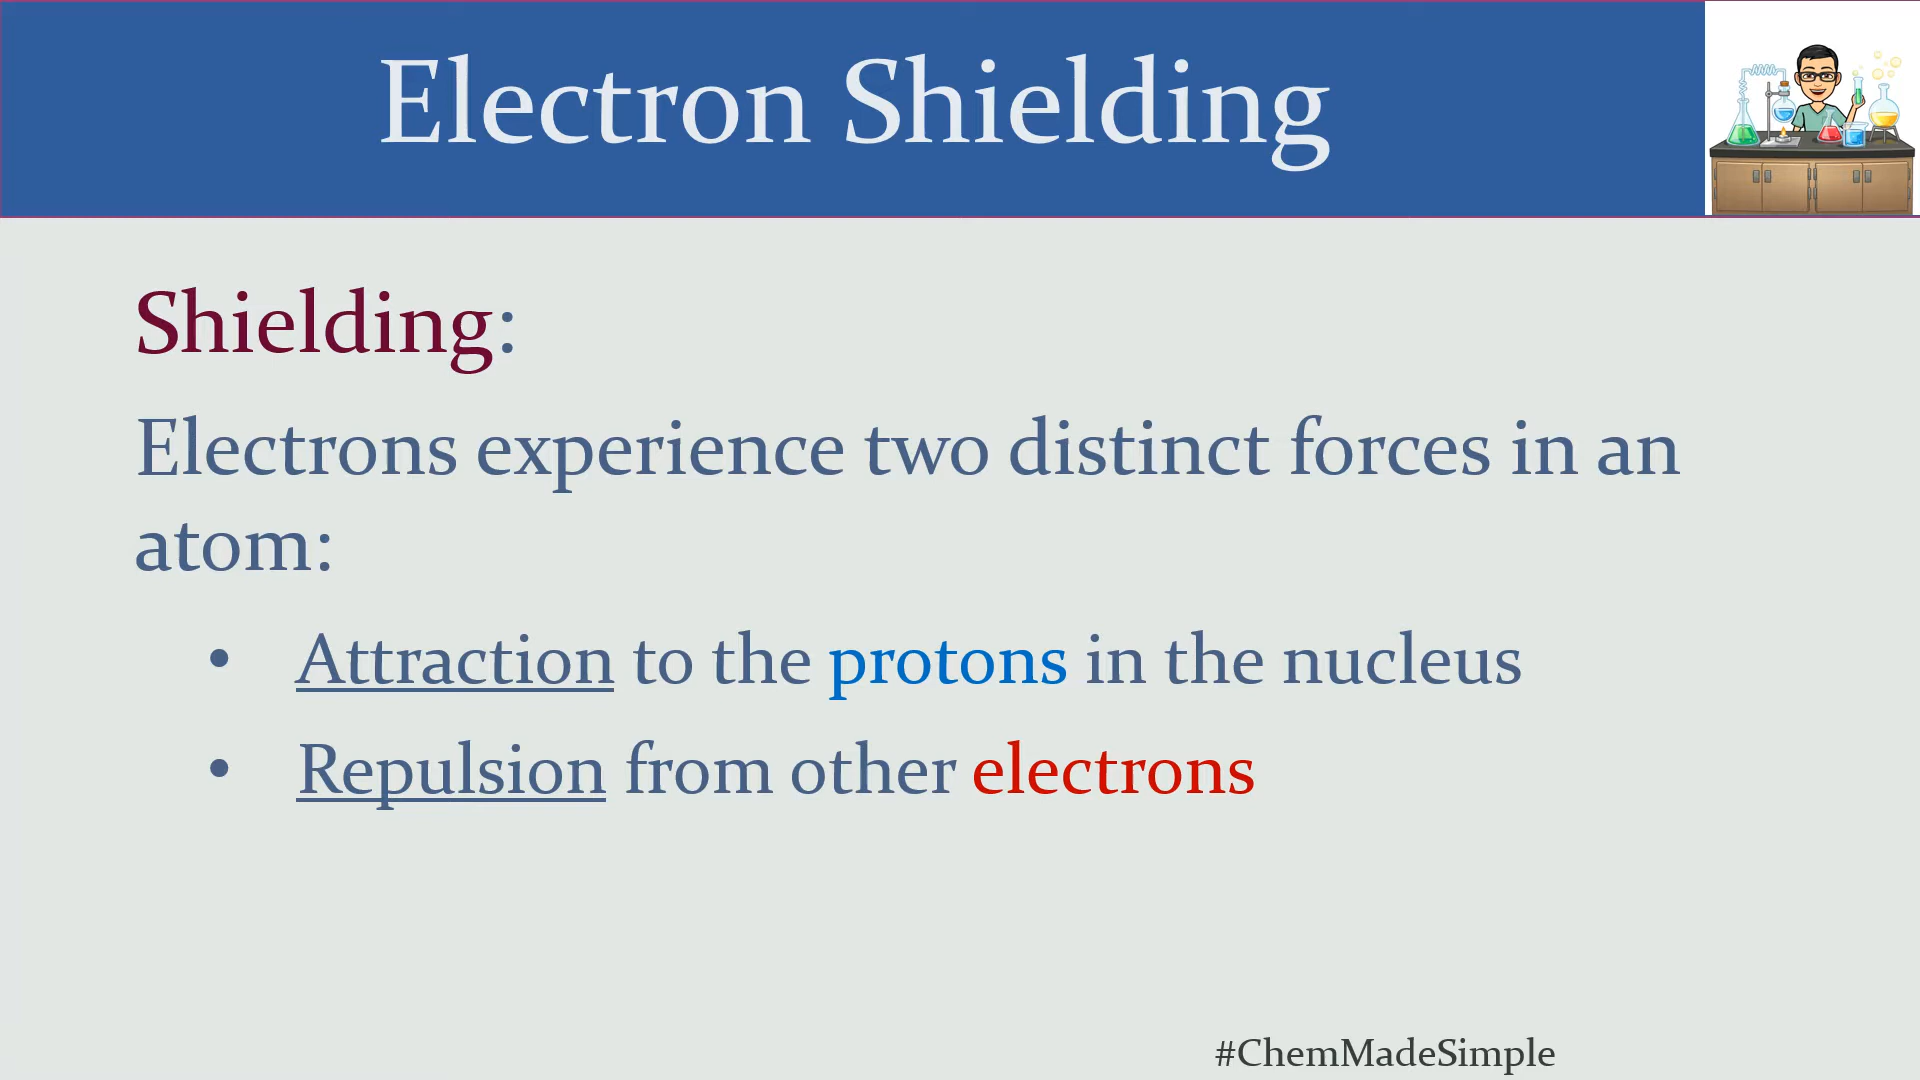 Electron Shielding
Shielding:
Electrons experience two distinct forces in an
atom:
• Attraction to the protons in the nucleus
• Repulsion from other electrons
#ChemMadeSimple